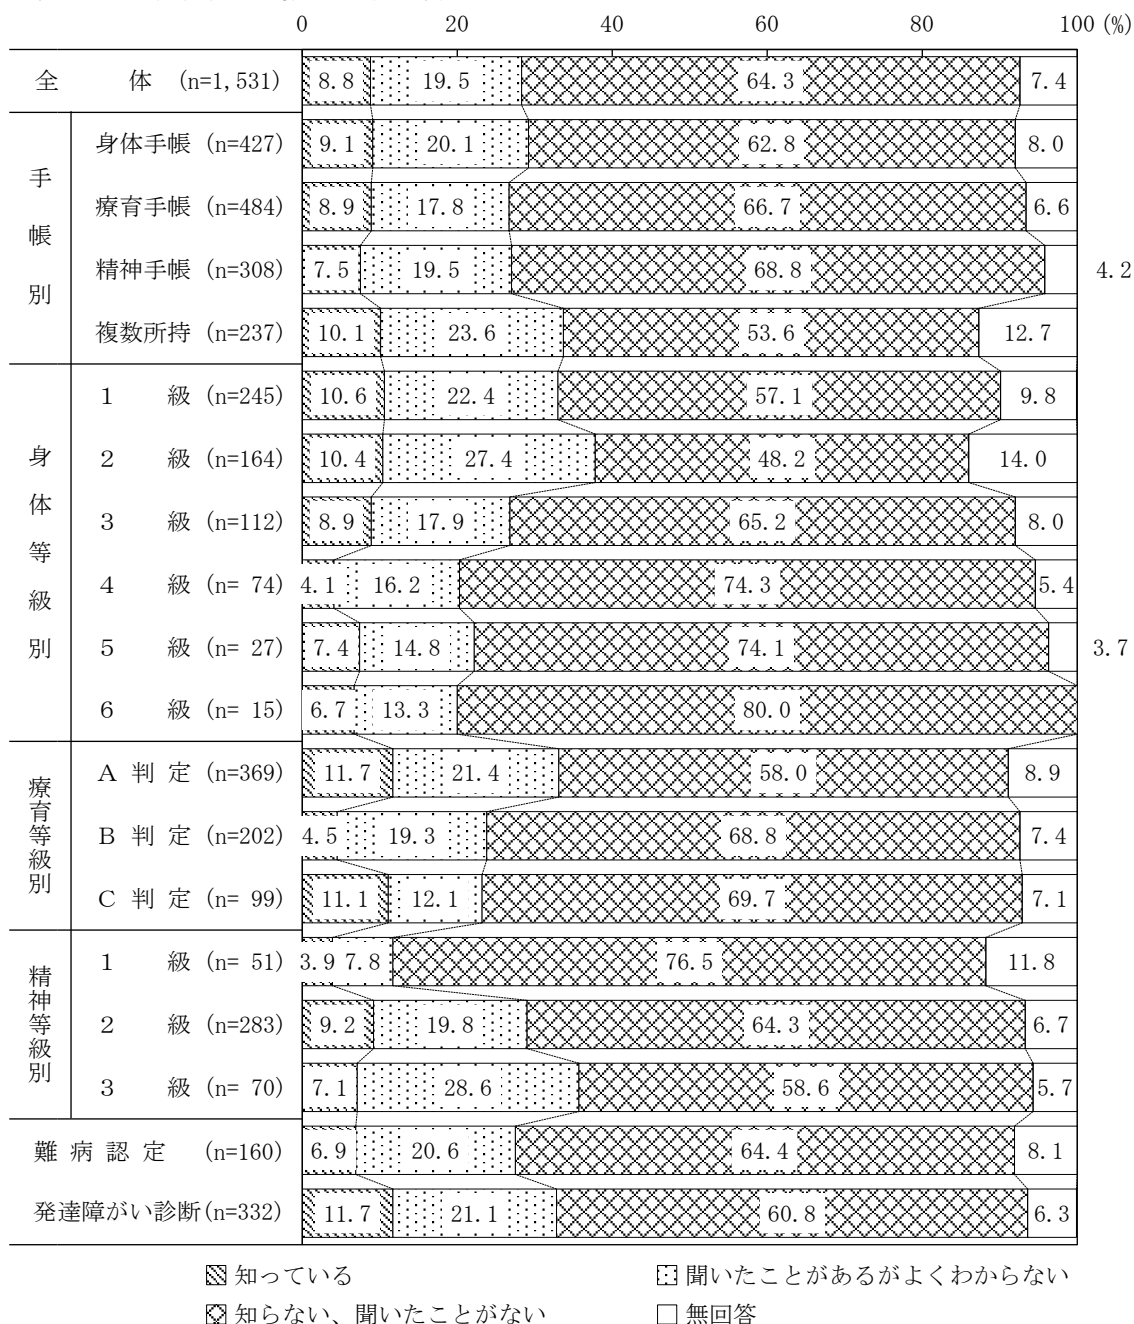 0 20 40 60 80 100 (%)
全 体 (n=1,531) 8.8 19.5 64.3 7.4
手帳別
身体手帳 (n=427) 9.1 20.1 62.8 8.0
療育手帳 (n=484) 8.9 17.8 66.7 6.6
精神手帳 (n=308) 7.5 19.5 68.8 4.2
複数所持 (n=237) 10.1 23.6 53.6 12.7
身体等級別
1 級 (n=245) 10.6 22.4 57.1 9.8
2 級 (n=164) 10.4 27.4 48.2 14.0
3 級 (n=112) 8.9 17.9 65.2 8.0
4 級 (n= 74) 4.1 16.2 74.3 5.4
5 級 (n= 27) 7.4 14.8 74.1 3.7
6 級 (n= 15) 6.7 13.3 80.0
療育等級別
A 判 定 (n=369) 11.7 21.4 58.0 8.9
B 判 定 (n=202) 4.5 19.3 68.8 7.4
C 判 定 (n= 99) 11.1 12.1 69.7 7.1
精神等級別
1 級 (n= 51) 3.9 7.8 76.5 11.8
2 級 (n=283) 9.2 19.8 64.3 6.7
3 級 (n= 70) 7.1 28.6 58.6 5.7
難 病 認 定 (n=160) 6.9 20.6 64.4 8.1
発達障がい診断(n=332) 11.7 21.1 60.8 6.3
知っている 聞いたことがあるがよくわからない
知らない、聞いたことがない 無回答